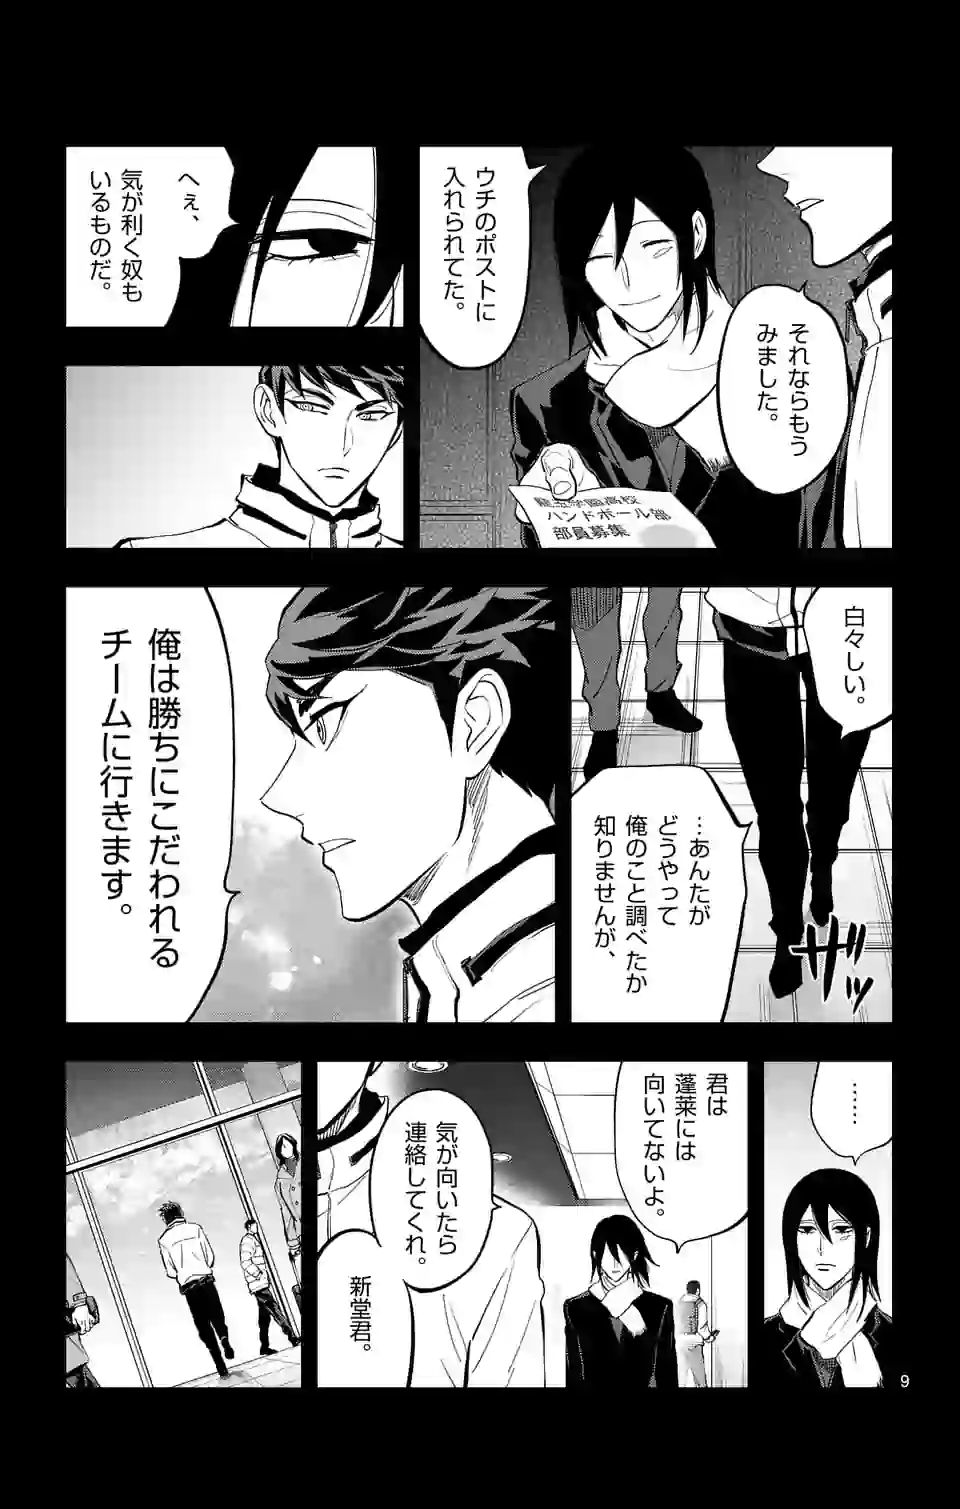 それならもう
みました。
ウチのポストに
入れられてた。
ハンドボール部
部員募集
へぇ、
気が利く奴も
いるものだ。
白々しい。
ザッ
…あんたが
どうやって
俺のこと調べたか
知りませんが、
俺は勝ちにこだわれる
チームに行きます。
……
君は
蓬莱には
向いてないよ。
気が向いたら
連絡してくれ。
新堂君。
9